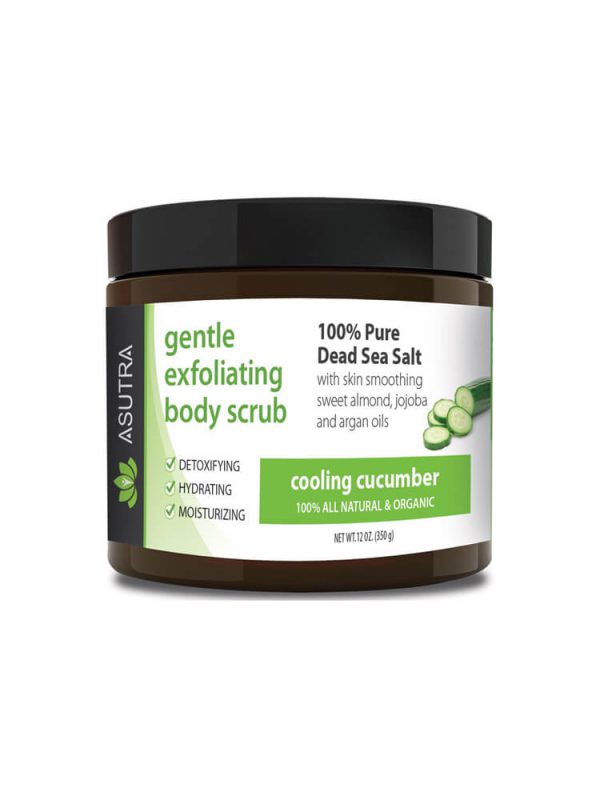 ASUTRA
gentle
exfoliating
body scrub
DETOXIFYING
HYDRATING
MOISTURIZING
100% Pure
Dead Sea Salt
with skin smoothing
sweet almond, jojoba
and argan oils
cooling cucumber
100% ALL NATURAL & ORGANIC
NET WT.12 OZ. (350 g)